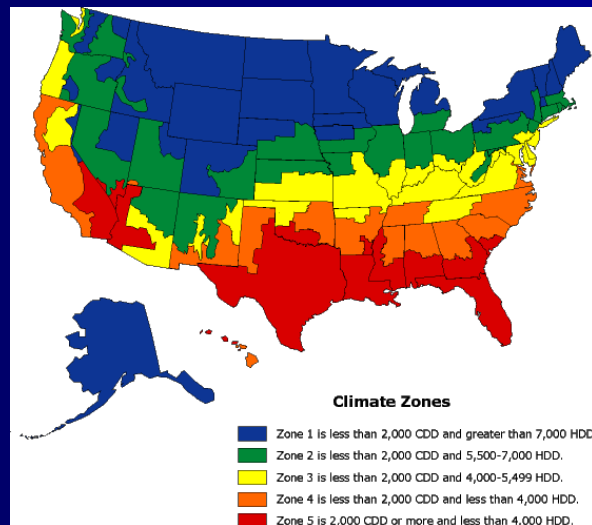 Climate Zones
Zone 1 is less than 2,000 CDD and greater than 7,000 HDD.
Zone 2 is less than 2,000 CDD and 5,500-7,000 HDD.
Zone 3 is less than 2,000 CDD and 4,000-5,499 HDD.
Zone 4 is less than 2,000 CDD and less than 4,000 HDD.
Zone 5 is 2,000 CDD or more and less than 4,000 HDD.